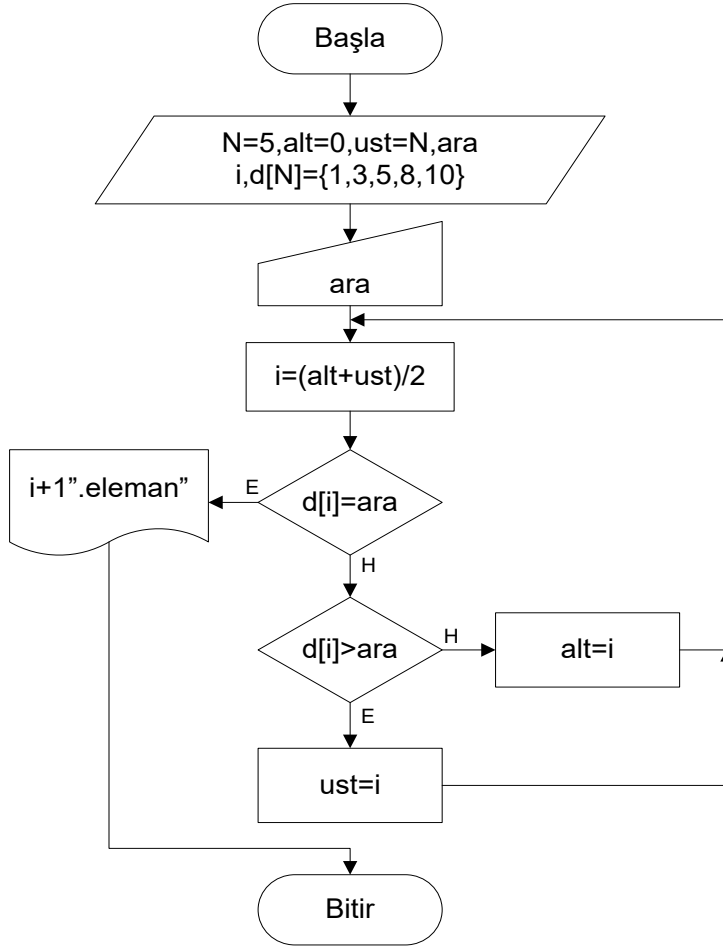 Başla
N=5,alt=0,ust=N,ara
i,d[N]={1,3,5,8,10}
ara
i=(alt+ust)/2
d[i]=ara
E
i+1”.eleman”
H
d[i]>ara
H
alt=i
E
ust=i
Bitir